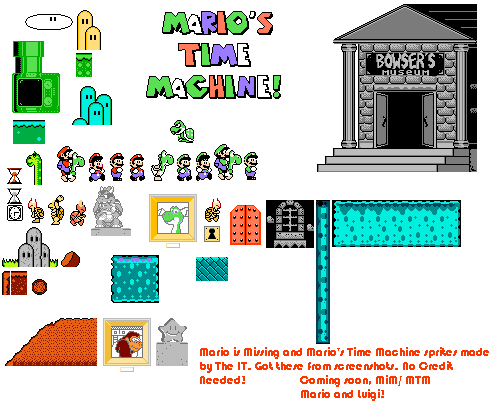 MARIO'S
TIME
MACHINE!
BOWSER'S
MUSEUM
Mario is Missing and Mario's Time Machine sprites made
by The IT. Got these from screenshots. No Credit
Needed! Coming soon, MiM/ MTM
Mario and Luigi!